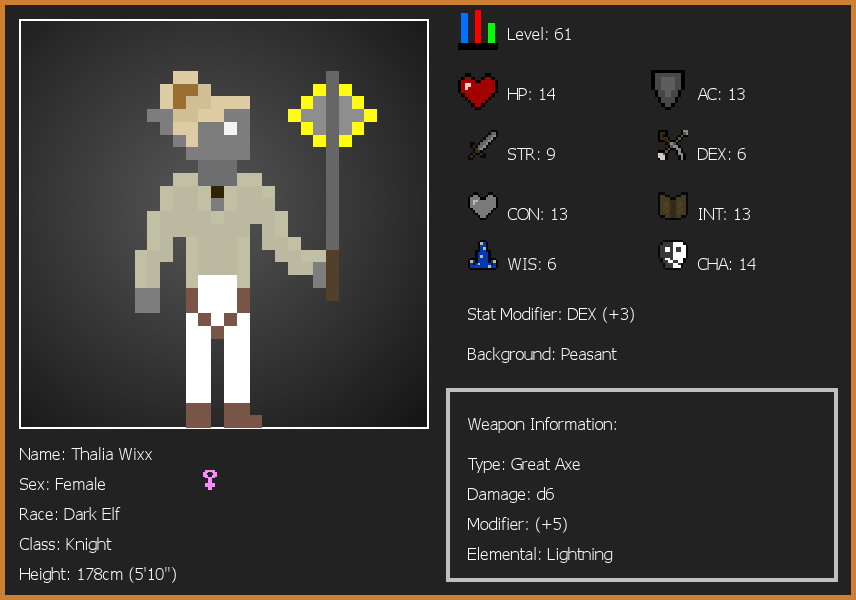 Level: 61
HP: 14
AC: 13
STR: 9
DEX: 6
CON: 13
INT: 13
WIS: 6
CHA: 14
Stat Modifier: DEX (+3)
Background: Peasant
Weapon Information:
Type: Great Axe
Damage: d6
Modifier: (+5)
Elemental: Lightning
Name: Thalia Wixx
Sex: Female
Race: Dark Elf
Class: Knight
Height: 178cm (5'10")